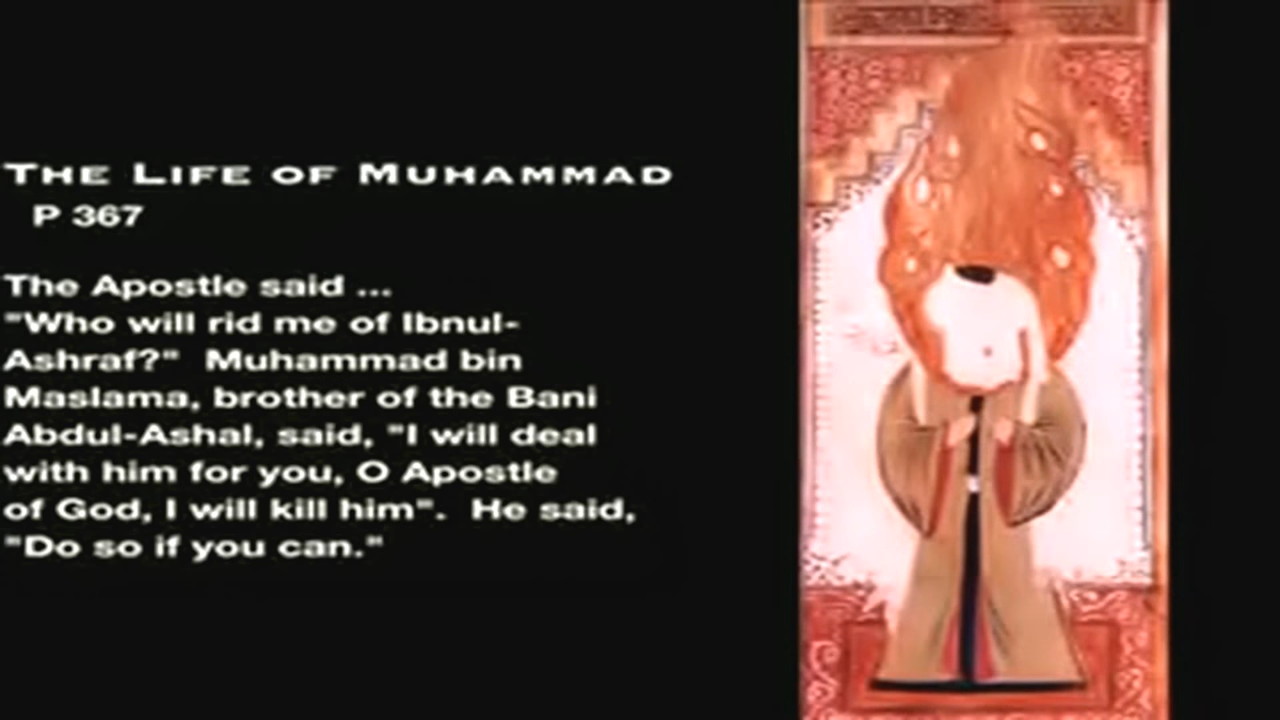 THE LIFE OF MUHAMMAD
P 367
The Apostle said ...
"Who will rid me of Ibnul-
Ashraf?" Muhammad bin
Maslama, brother of the Bani
Abdul-Ashal, said, "I will deal
with him for you, O Apostle
of God, I will kill him". He said,
"Do so if you can."